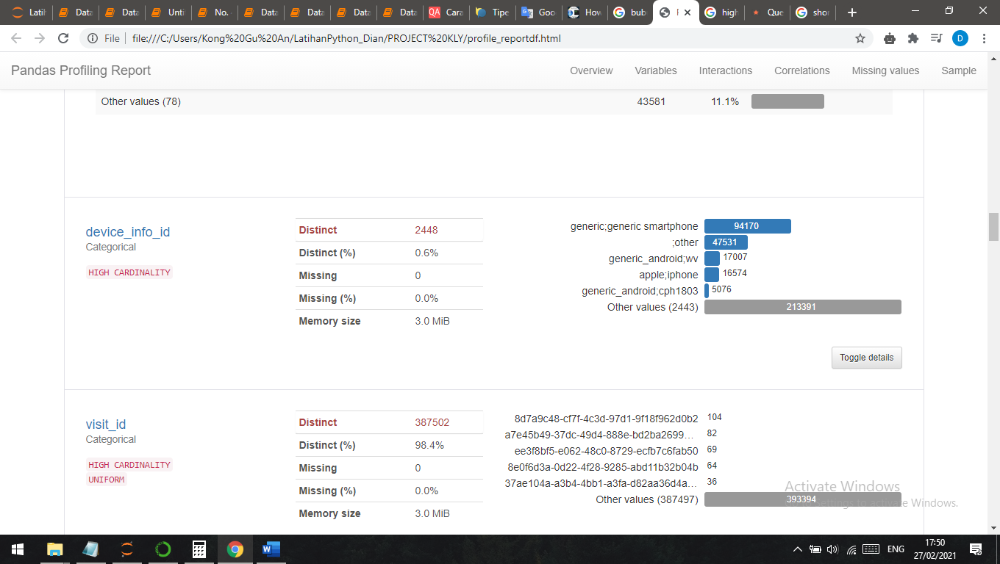 Latih
Data
Data
Unti
No.
Data
Data
Data
Data
QA Cara
Tipe
Goo
How
bub
high
Que
shor
File file:///C:/Users/Kong%20Gu%20An/LatihanPython_Dian/PROJECT%20KLY/profile_reportdf.html D
Pandas Profiling Report Overview Variables Interactions Correlations Missing values Sample
Other values (78) 43581 11.1%
device_info_id
Categorical
HIGH CARDINALITY
Distinct 2448
Distinct (%) 0.6%
Missing 0
Missing (%) 0.0%
Memory size 3.0 MiB
generic;generic smartphone 94170
;other 47531
generic_android;wv 17007
apple;iphone 16574
generic_android;cph1803 5076
Other values (2443) 213391
Toggle details
visit_id
Categorical
HIGH CARDINALITY
UNIFORM
Distinct 387502
Distinct (%) 98.4%
Missing 0
Missing (%) 0.0%
Memory size 3.0 MiB
8d7a9c48-cf7f-4c3d-97d1-9f18f962d0b2 104
a7e45b49-37dc-49d4-888e-bd2ba2699... 82
ee3f8bf5-e062-48c0-8729-ecfb7c6fab50 69
8e0f6d3a-0d22-4f28-9285-abd11b32b04b 64
37ae104a-a3b4-4bb1-a3fa-d82aa36d4a... 36
Other values (387497) 393394
Activate Windows
Settings to activate Windows.
ENG
17:50
27/02/2021